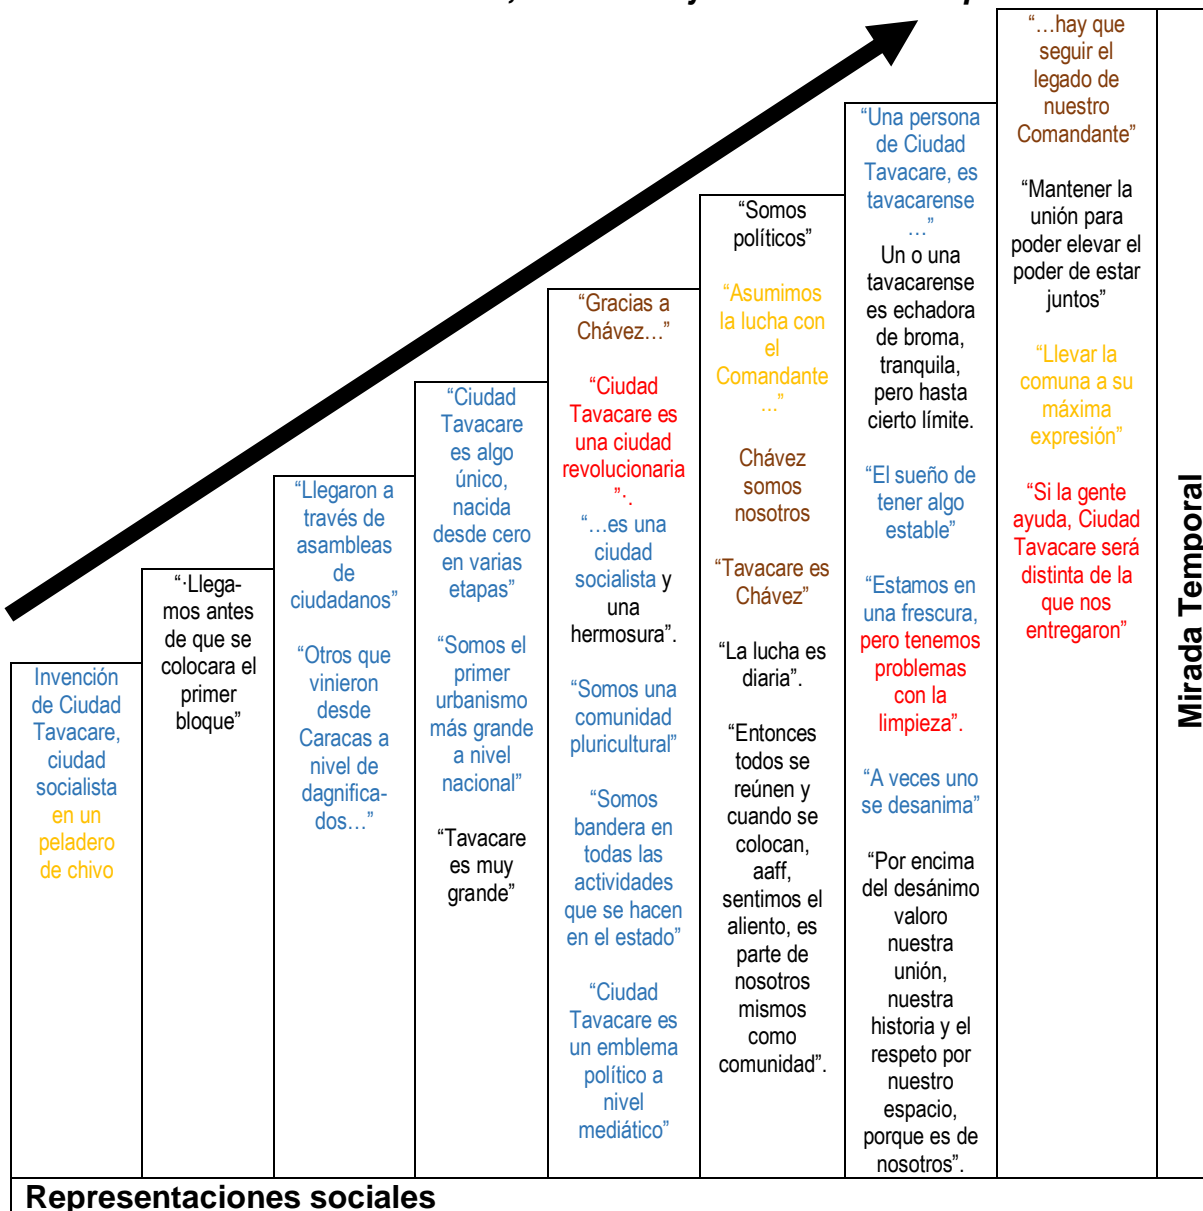 Invención
de Ciudad
Tavacare,
ciudad
socialista
en un
peladero
de chivo
“·Llega-
mos antes
de que se
colocara el
primer
bloque”
“Llegaron a
través de
asambleas
de
ciudadanos”
“Otros que
vinieron
desde
Caracas a
nivel de
dagnifica-
dos…”
“Ciudad
Tavacare
es algo
único,
nacida
desde cero
en varias
etapas”
“Somos el
primer
urbanismo
más grande
a nivel
nacional”
“Tavacare
es muy
grande”
“Gracias a
Chávez…”
“Ciudad
Tavacare es
una ciudad
revolucionaria
”·.
“…es una
ciudad
socialista y
una
hermosura”.
“Somos una
comunidad
pluricultural”
“Somos
bandera en
todas las
actividades
que se hacen
en el estado”
“Ciudad
Tavacare es
un emblema
político a
nivel
mediático”
“Somos
políticos”
“Asumimos
la lucha con
el
Comandante
…”
Chávez
somos
nosotros
“Tavacare es
Chávez”
“La lucha es
diaria”.
“Entonces
todos se
reúnen y
cuando se
colocan,
aaff,
sentimos el
aliento, es
parte de
nosotros
mismos
como
comunidad”.
“Una persona
de Ciudad
Tavacare, es
tavacarense
…”
Un o una
tavacarense
es echadora
de broma,
tranquila,
pero hasta
cierto límite.
“El sueño de
tener algo
estable”
“Estamos en
una frescura,
pero tenemos
problemas
con la
limpieza”.
“A veces uno
se desanima”
“Por encima
del desánimo
valoro
nuestra
unión,
nuestra
historia y el
respeto por
nuestro
espacio,
porque es de
nosotros”.
“…hay que
seguir el
legado de
nuestro
Comandante”
“Mantener la
unión para
poder elevar el
poder de estar
juntos”
“Llevar la
comuna a su
máxima
expresión”
“Si la gente
ayuda, Ciudad
Tavacare será
distinta de la
que nos
entregaron”
Mirada Temporal
Representaciones sociales